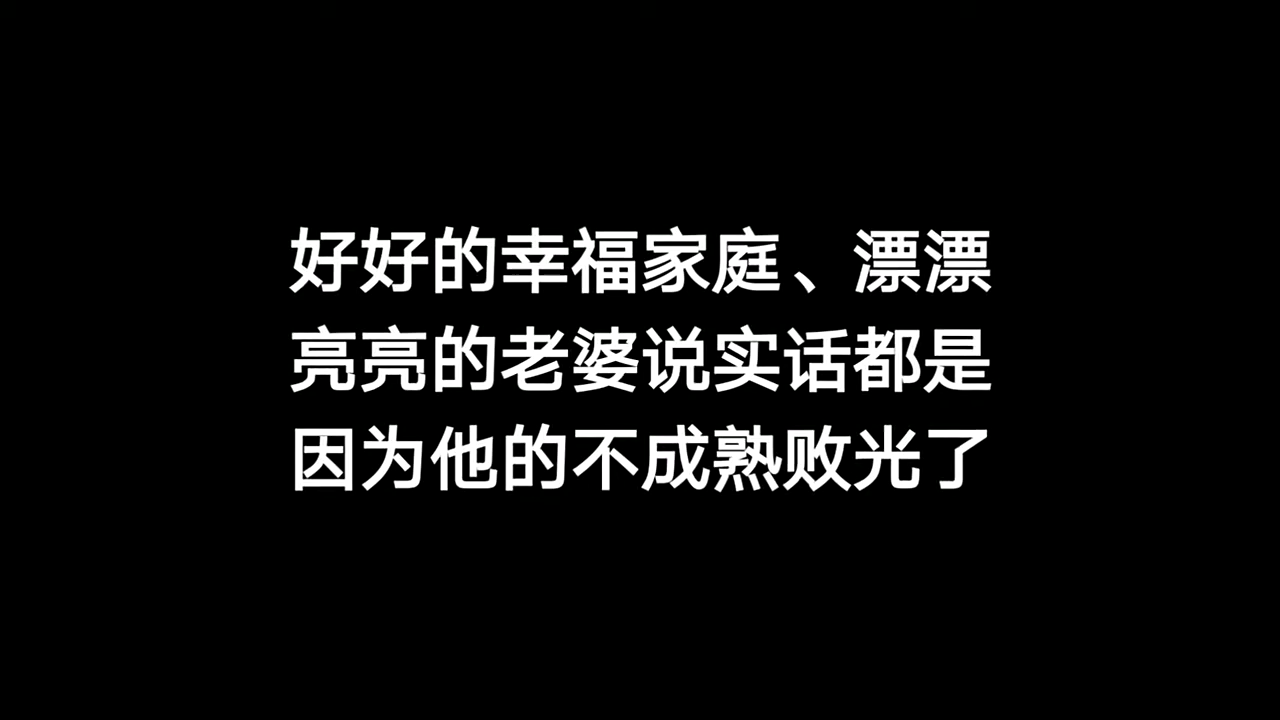 好好的幸福家庭、漂漂
亮亮的老婆说实话都是
因为他的不成熟败光了